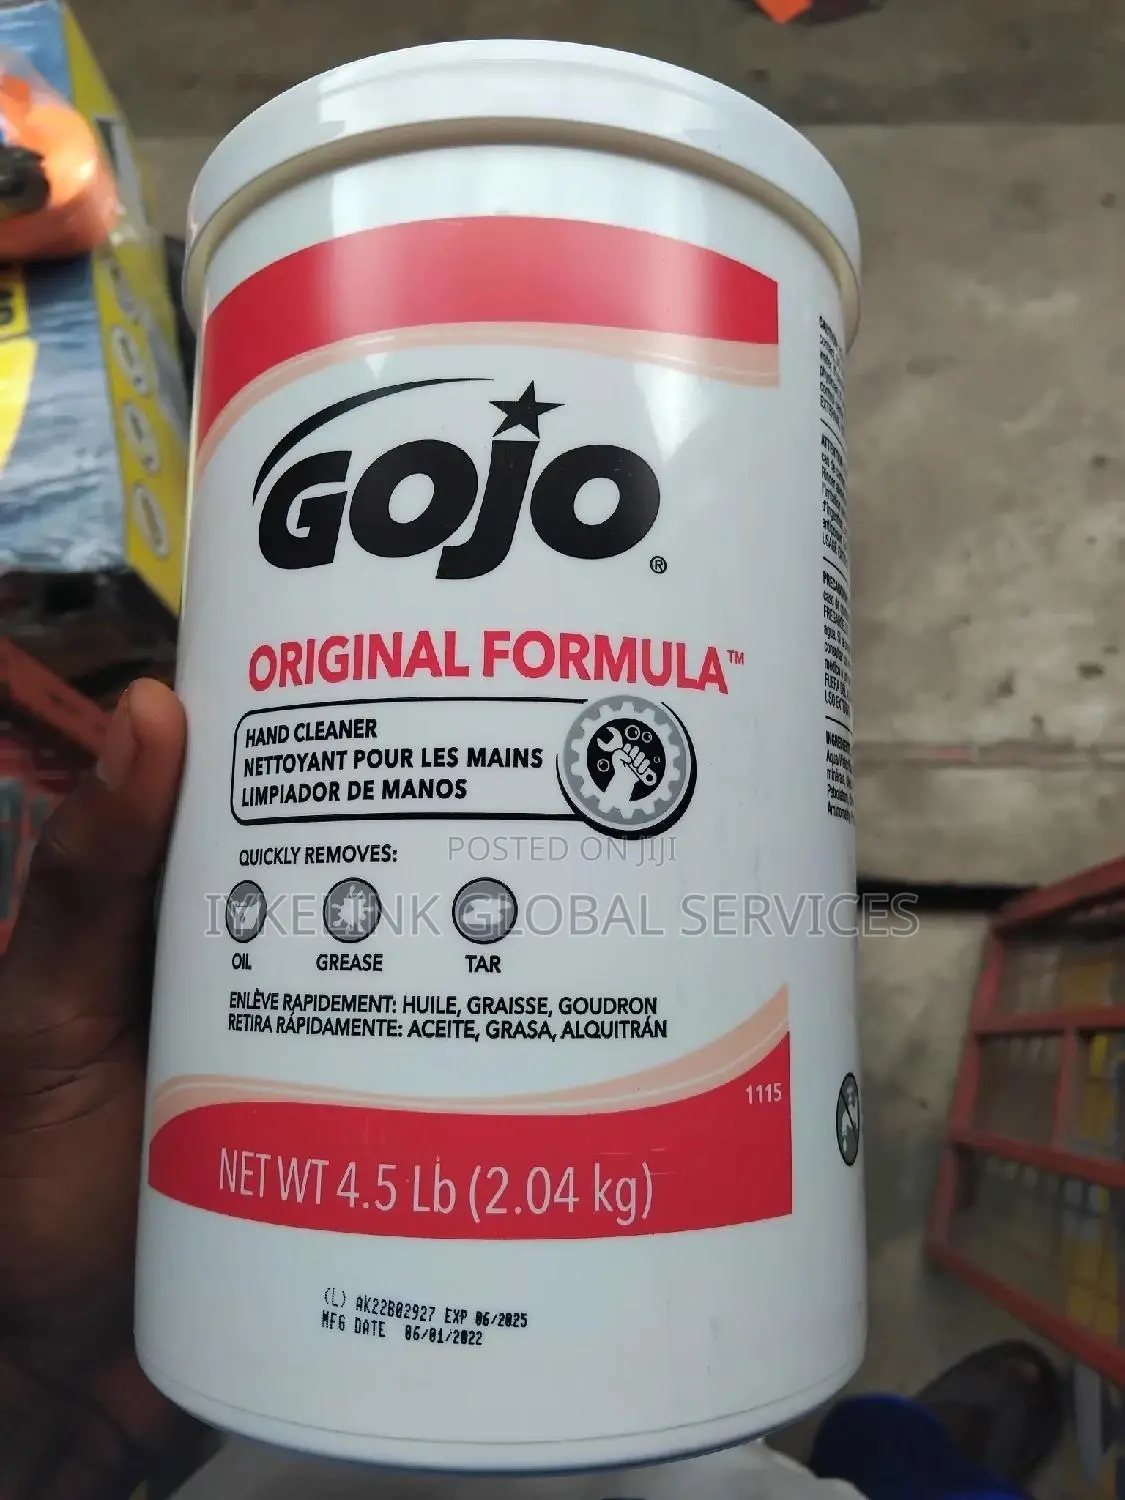 GOJO®
ORIGINAL FORMULA™
HAND CLEANER
NETTOYANT POUR LES MAINS
LIMPIADOR DE MANOS
QUICKLY REMOVES:
OIL GREASE TAR
ENLÈVE RAPIDEMENT: HUILE, GRAISSE, GOUDRON
RETIRA RÁPIDAMENTE: ACEITE, GRASA, ALQUITRÁN
1115
NET WT 4.5 Lb (2.04 kg)
(L) AK22B02927 EXP 06/2025
MFG DATE 06/01/2022
POSTED ON JIJI
GLOBAL SERVICES